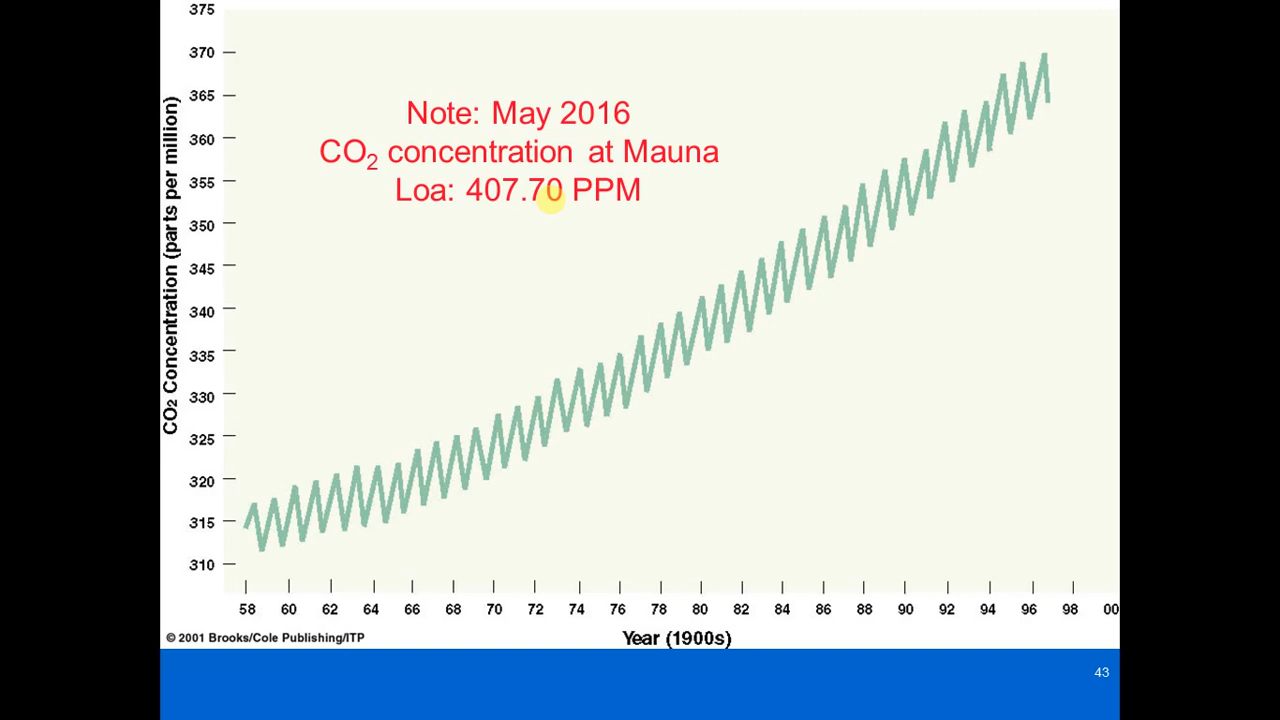 375
370
365
360
355
350
345
340
335
330
325
320
315
310
CO2 Concentration (parts per million)
Note: May 2016
CO2 concentration at Mauna
Loa: 407.70 PPM
58 60 62 64 66 68 70 72 74 76 78 80 82 84 86 88 90 92 94 96 98 00
© 2001 Brooks/Cole Publishing/ITP
Year (1900s)
43